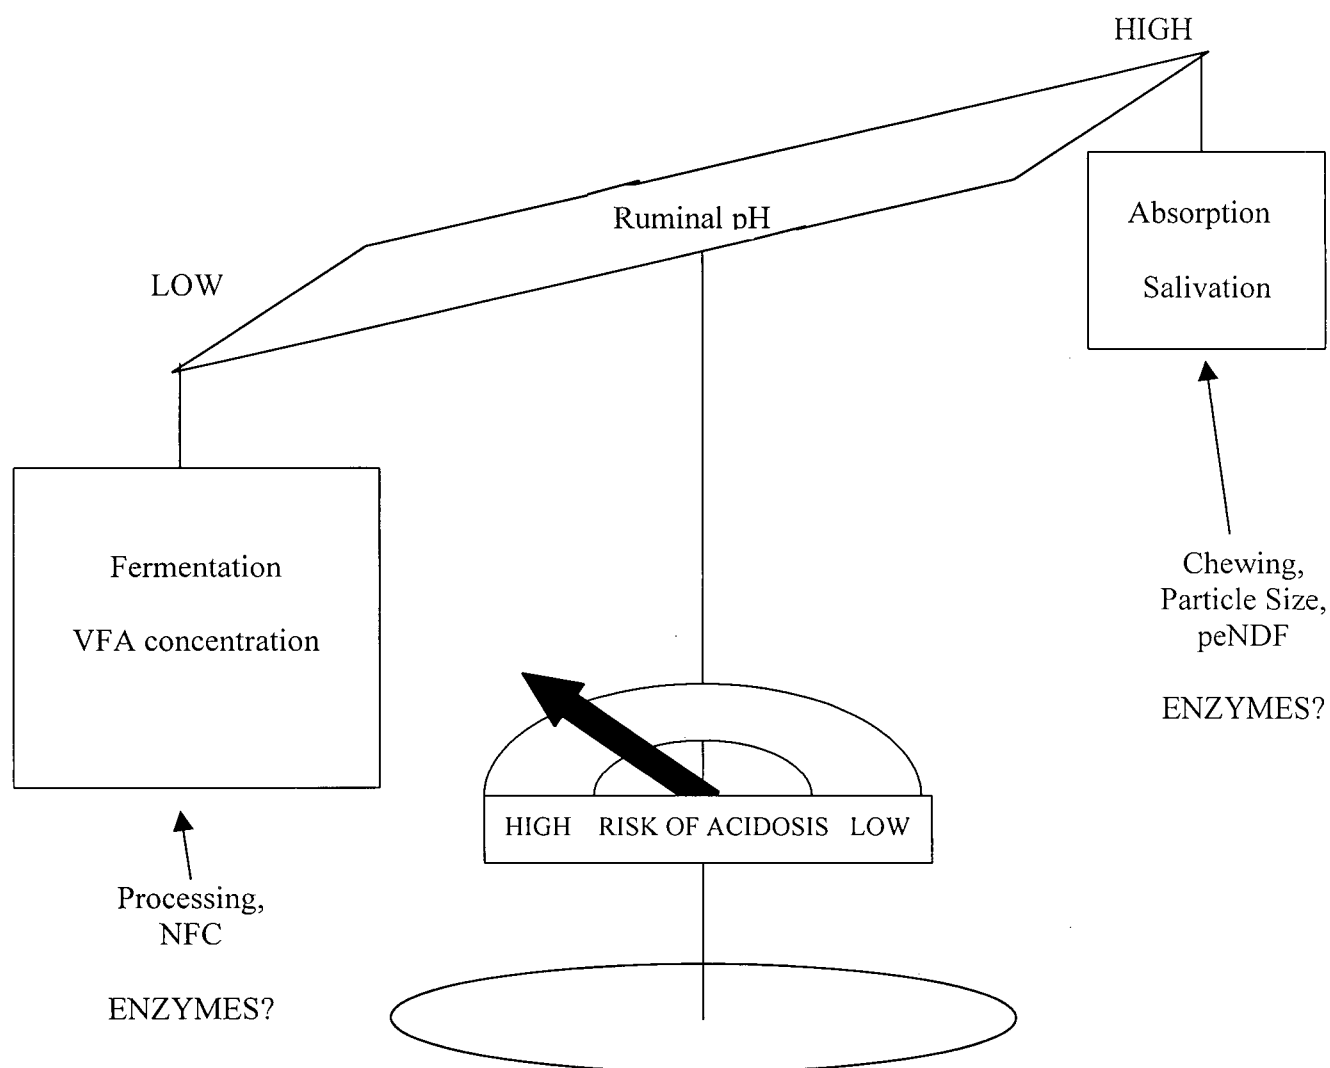 HIGH
Ruminal pH
Absorption
Salivation
LOW
Fermentation
VFA concentration
Chewing,
Particle Size,
peNDF
ENZYMES?
HIGH RISK OF ACIDOSIS LOW
Processing,
NFC
ENZYMES?